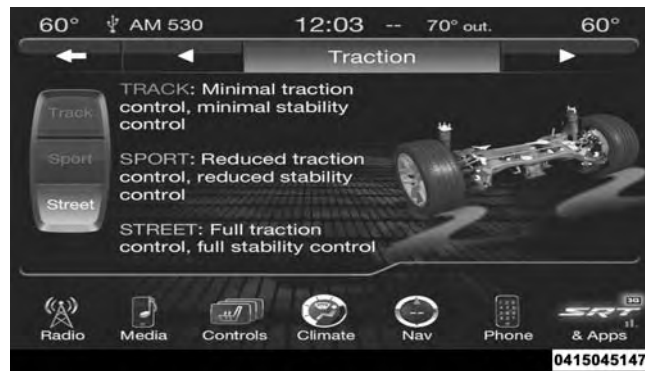 60° AM 530 12:03 -- 70° out. 60°
Traction
Track
Sport
Street
TRACK: Minimal traction
control, minimal stability
control
SPORT: Reduced traction
control, reduced stability
control
STREET: Full traction
control, full stability control
3G
SRT
Radio Media Controls Climate Nav Phone & Apps
0415045147